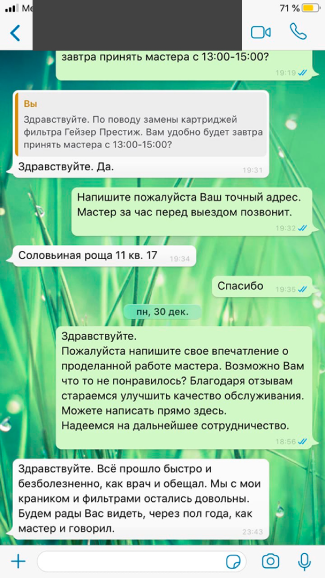 Me
71 %
завтра принять мастера с 13:00-15:00?
19:19
Вы
Здравствуйте. По поводу замены картриджей
фильтра Гейзер Престиж. Вам удобно будет завтра
принять мастера с 13:00-15:00?
Здравствуйте. Да.
19:31
Напишите пожалуйста Ваш точный адрес.
Мастер за час перед выездом позвонит.
19:32
Соловьиная роща 11 кв. 17
19:34
Спасибо
19:35
пн, 30 дек.
Здравствуйте.
Пожалуйста напишите свое впечатление о
проделанной работе мастера. Возможно Вам
что то не понравилось? Благодаря отзывам
стараемся улучшить качество обслуживания.
Можете написать прямо здесь.
Надеемся на дальнейшее сотрудничество.
18:56
Здравствуйте. Всё прошло быстро и
безболезненно, как врач и обещал. Мы с мои
краником и фильтрами остались довольны.
Будем рады Вас видеть, через пол года, как
мастер и говорил.
23:43